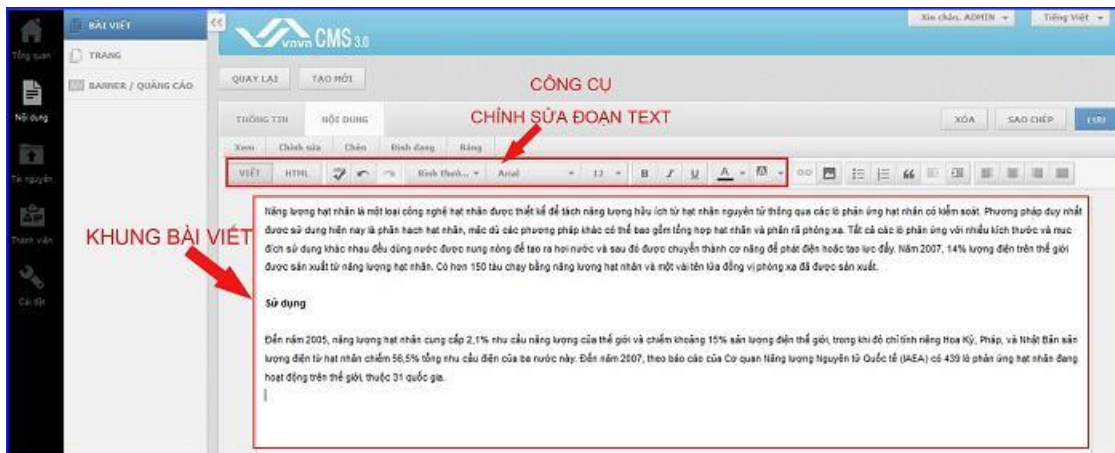 BÀI VIẾT
TRANG
BANNER / QUẢNG CÁO
Tổng quan
Nội dung
Tài nguyên
Thành viên
Cài đặt
vnvn CMS 3.0
Xin chào, ADMIN
Tiếng Việt
QUAY LẠI TẠO MỚI
CÔNG CỤ
CHỈNH SỬA ĐOẠN TEXT
THÔNG TIN NỘI DUNG
XÓA SAO CHÉP
Xem Chỉnh sửa Chèn Định dạng Bảng
VIẾT HTML Bình thườ... Arial 12 B I U A
KHUNG BÀI VIẾT
Năng lượng hạt nhân là một loại công nghệ hạt nhân được thiết kế để tách năng lượng hữu ích từ hạt nhân nguyên tử thông qua các lò phản ứng hạt nhân có kiểm soát. Phương pháp duy nhất
được sử dụng hiện nay là phân hạch hạt nhân, mặc dù các phương pháp khác có thể bao gồm tổng hợp hạt nhân và phân rã phóng xạ. Tất cả các lò phản ứng với nhiều kích thước và mục
đích sử dụng khác nhau đều dùng nước được nung nóng để tạo ra hơi nước và sau đó được chuyển thành cơ năng để phát điện hoặc tạo lực đẩy. Năm 2007, 14% lượng điện trên thế giới
được sản xuất từ năng lượng hạt nhân. Có hơn 150 tàu chạy bằng năng lượng hạt nhân và một vài tên lửa đồng vị phóng xạ đã được sản xuất.
Sử dụng
Đến năm 2005, năng lượng hạt nhân cung cấp 2,1% nhu cầu năng lượng của thế giới và chiếm khoảng 15% sản lượng điện thế giới, trong khi đó chỉ tính riêng Hoa Kỳ, Pháp, và Nhật Bản sản
lượng điện từ hạt nhân chiếm 56,5% tổng nhu cầu điện của ba nước này. Đến năm 2007, theo báo cáo của Cơ quan Năng lượng Nguyên tử Quốc tế (IAEA) có 439 lò phản ứng hạt nhân đang
hoạt động trên thế giới, thuộc 31 quốc gia.